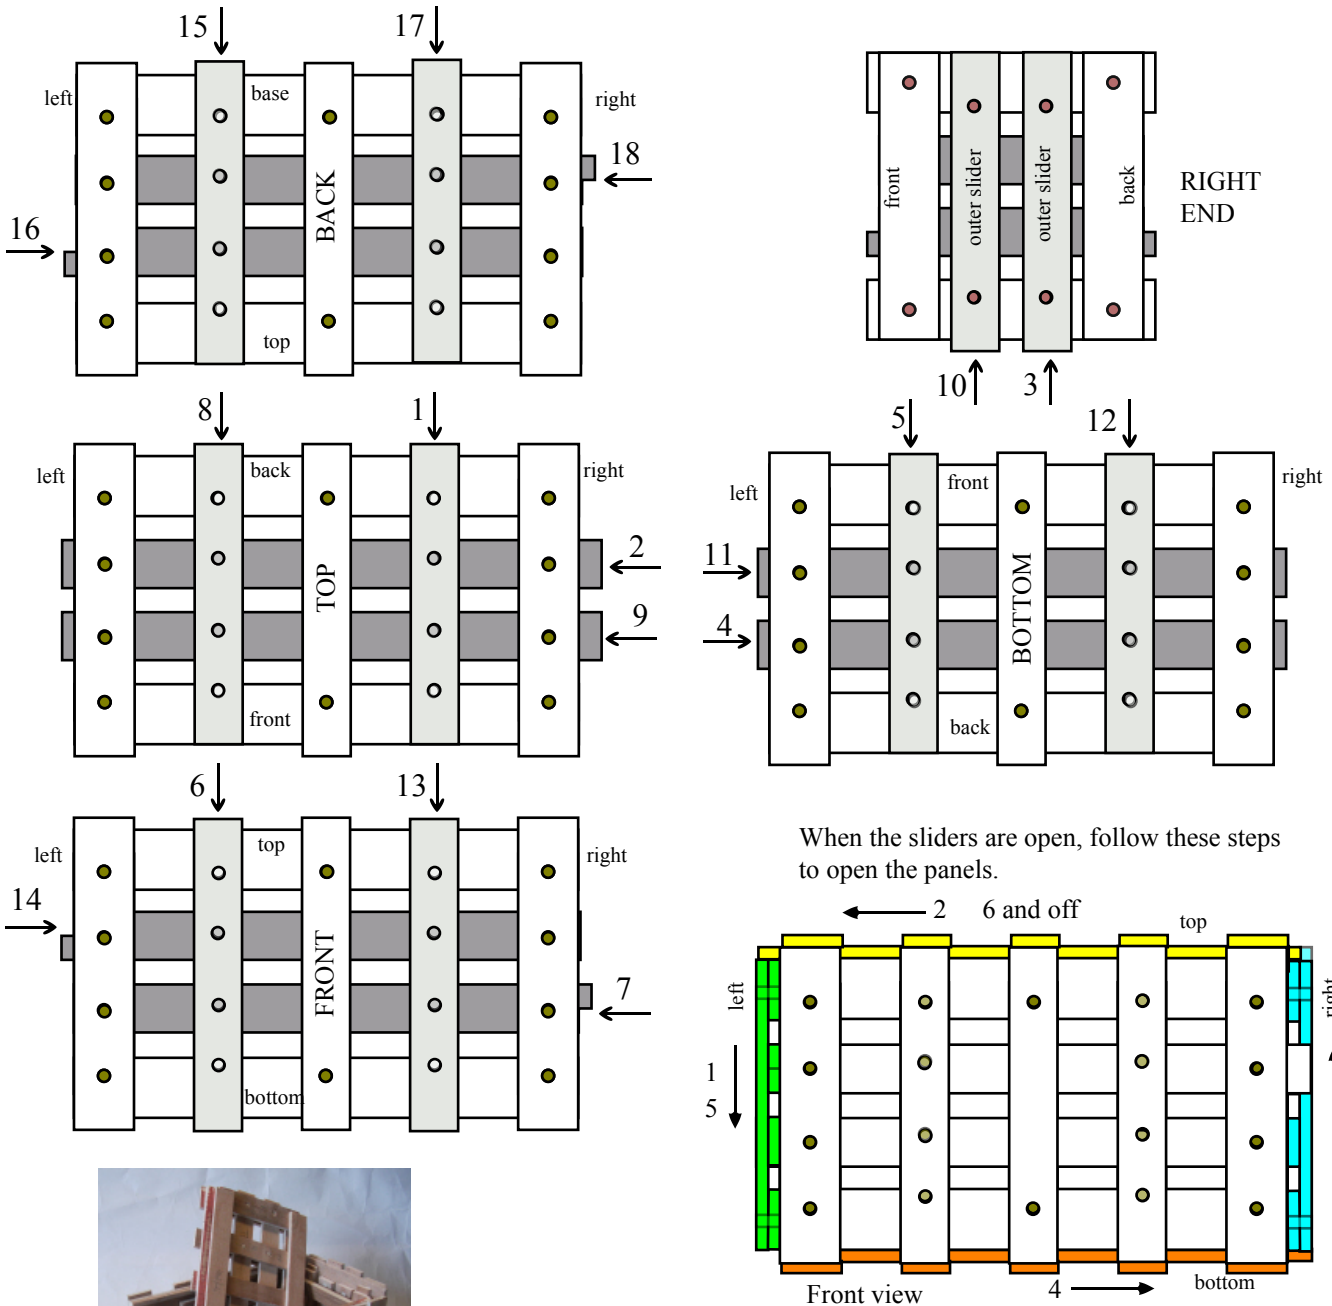 15
17
left
base
right
BACK
18
16
top
front
outer slider
outer slider
back
RIGHT
END
10
3
8
1
left
back
right
TOP
2
9
front
5
12
left
front
right
BOTTOM
11
4
back
6
13
left
top
right
FRONT
14
7
bottom
When the sliders are open, follow these steps
to open the panels.
2
6 and off
top
left
right
1
5
4
bottom
Front view